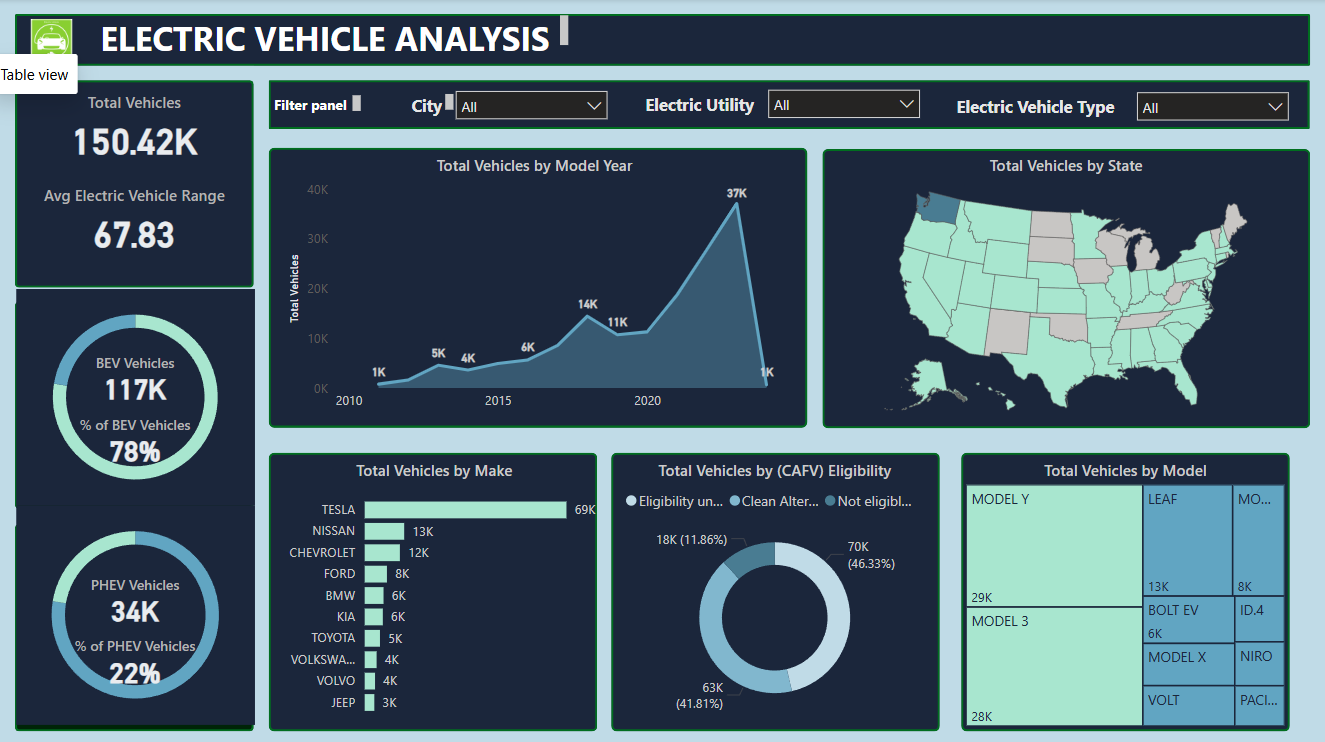 ELECTRIC VEHICLE ANALYSIS
Table view
Total Vehicles
150.42K
Avg Electric Vehicle Range
67.83
Filter panel
City
All
Electric Utility
All
Electric Vehicle Type
All
BEV Vehicles
117K
% of BEV Vehicles
78%
PHEV Vehicles
34K
% of PHEV Vehicles
22%
Total Vehicles by Model Year
Total Vehicles
40K
30K
20K
10K
0K
1K
5K
4K
6K
14K
11K
37K
1K
2010
2015
2020
Total Vehicles by State
Total Vehicles by Make
TESLA 69K
NISSAN 13K
CHEVROLET 12K
FORD 8K
BMW 6K
KIA 6K
TOYOTA 5K
VOLKSWA... 4K
VOLVO 4K
JEEP 3K
Total Vehicles by (CAFV) Eligibility
Eligibility un... Clean Alter... Not eligibl...
18K (11.86%)
70K
(46.33%)
63K
(41.81%)
Total Vehicles by Model
MODEL Y
29K
MODEL 3
28K
LEAF
13K
MO...
8K
BOLT EV
6K
ID.4
MODEL X
NIRO
VOLT
PACI...